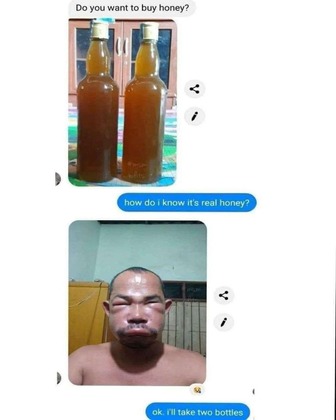 Do you want to buy honey?
how do i know it's real honey?
ok. i'll take two bottles